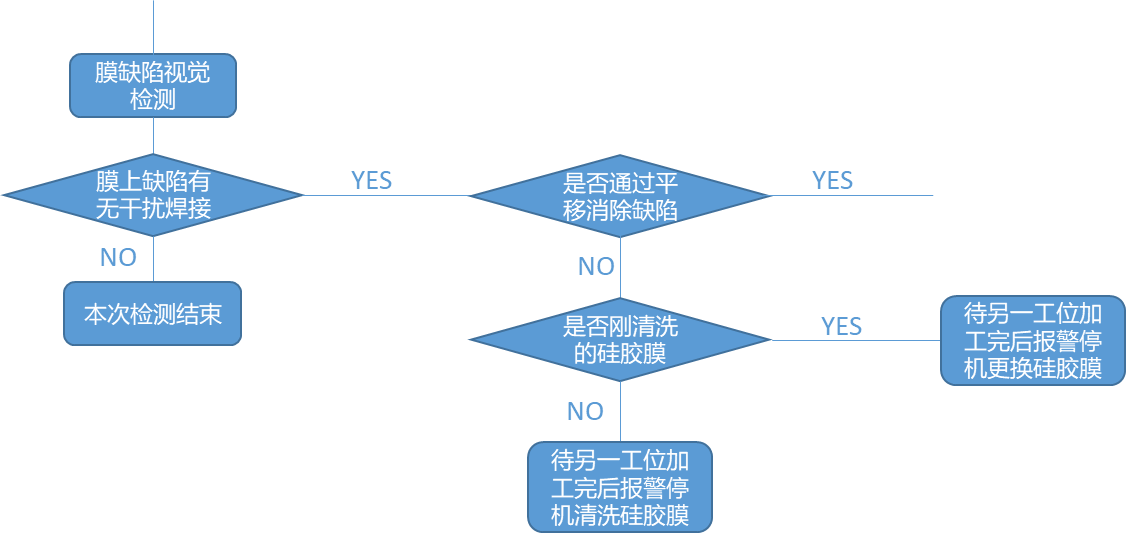 膜缺陷视觉
检测
膜上缺陷有
无干扰焊接
YES
是否通过平
移消除缺陷
YES
NO
本次检测结束
NO
是否刚清洗
的硅胶膜
YES
待另一工位加
工完后报警停
机更换硅胶膜
NO
待另一工位加
工完后报警停
机清洗硅胶膜